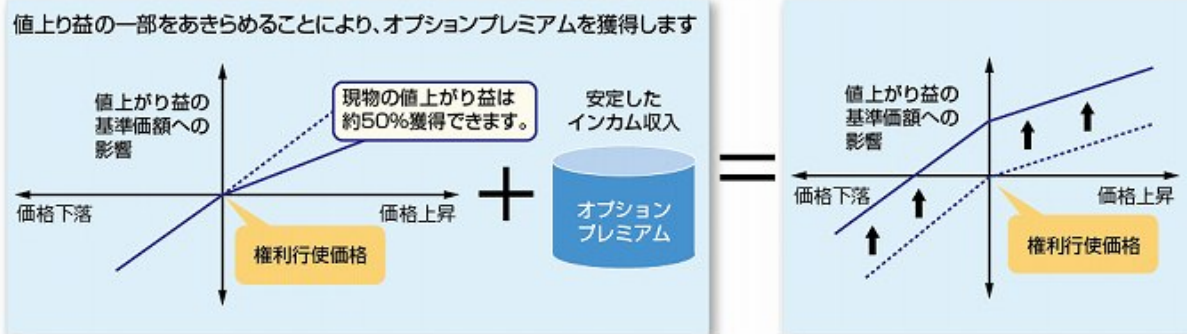 値上り益の一部をあきらめることにより、オプションプレミアムを獲得します
値上がり益の
基準価額への
影響
現物の値上がり益は
約50%獲得できます。
価格下落
価格上昇
権利行使価格
+
安定した
インカム収入
オプション
プレミアム
=
値上がり益の
基準価額への
影響
価格下落
価格上昇
権利行使価格